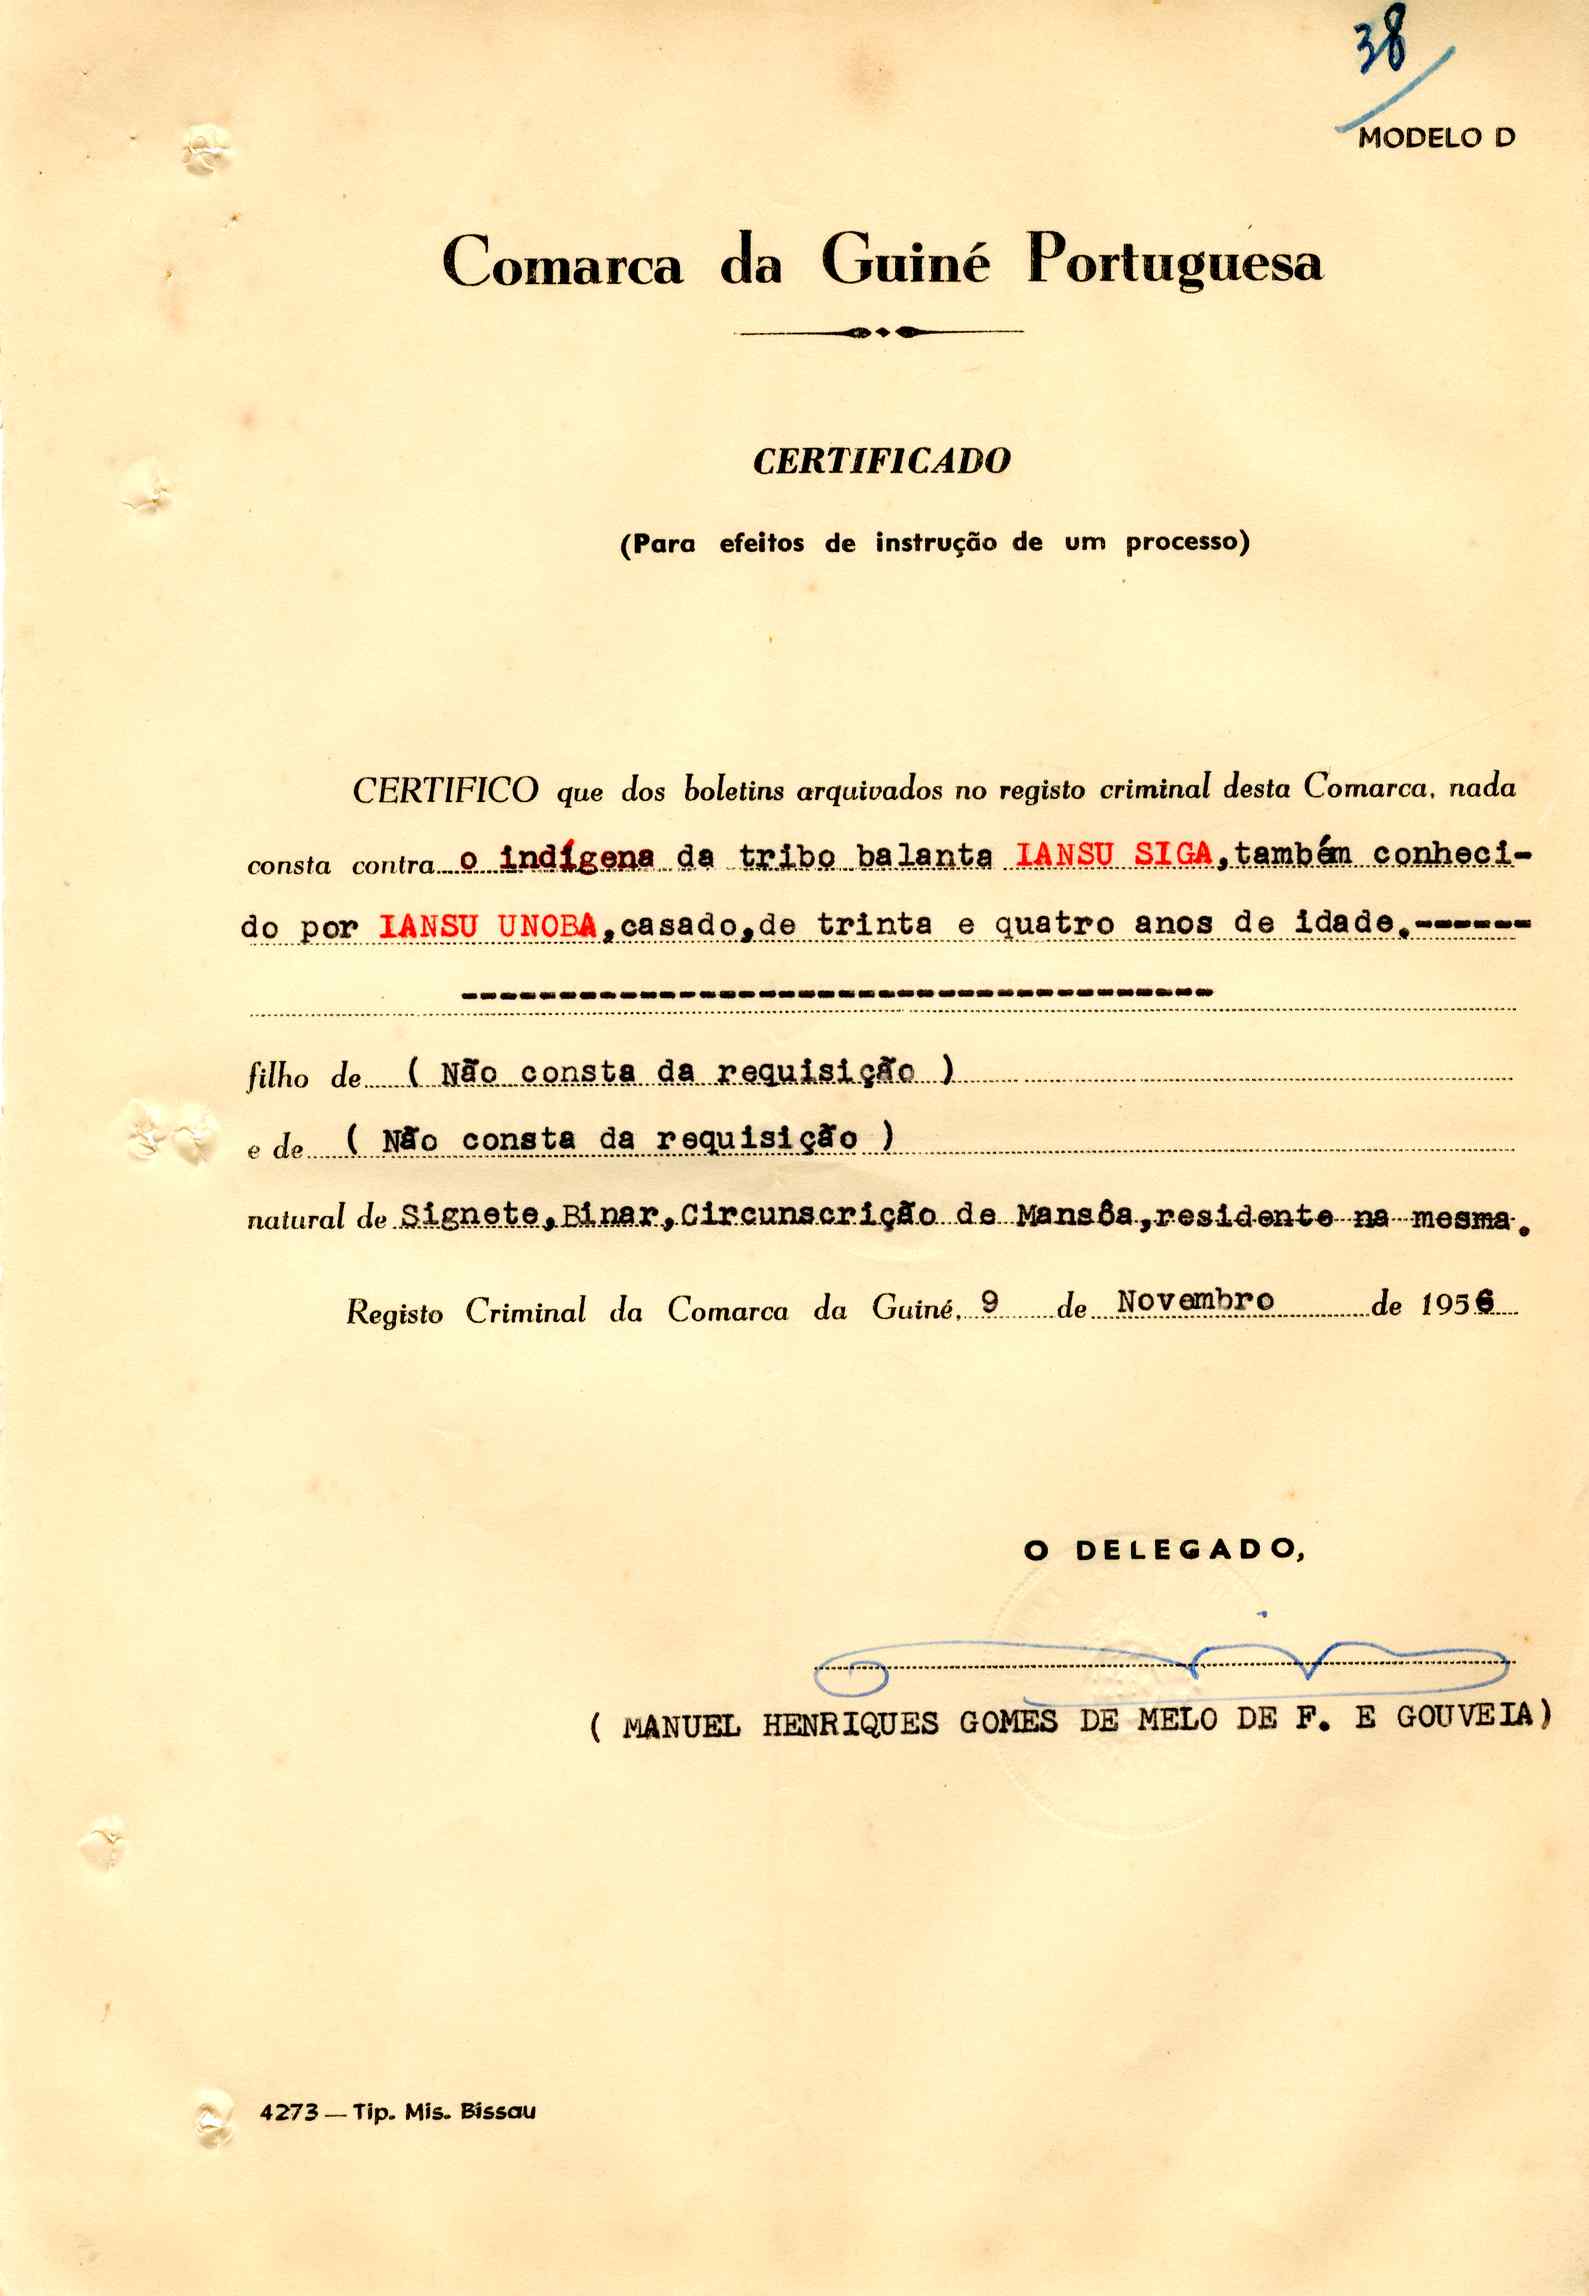 38
MODELO D
Comarca da Guiné Portuguesa
CERTIFICADO
(Para efeitos de instrução de um processo)
CERTIFICO que dos boletins arquivados no registo criminal desta Comarca, nada
consta contra o indígena da tribo balanta IANSU SIGA,também conheci-
do por IANSU UNOBA,casado,de trinta e quatro anos de idade.------
--------------------------------------
filho de ( Não consta da requisição )
e de ( Não consta da requisição )
natural de Signete,Binar,Circunscrição de Mansôa,residente na mesma.
Registo Criminal da Comarca da Guiné, 9 de Novembro de 1956
O DELEGADO,
( MANUEL HENRIQUES GOMES DE MELO DE F. E GOUVEIA)
4273 — Tip. Mis. Bissau